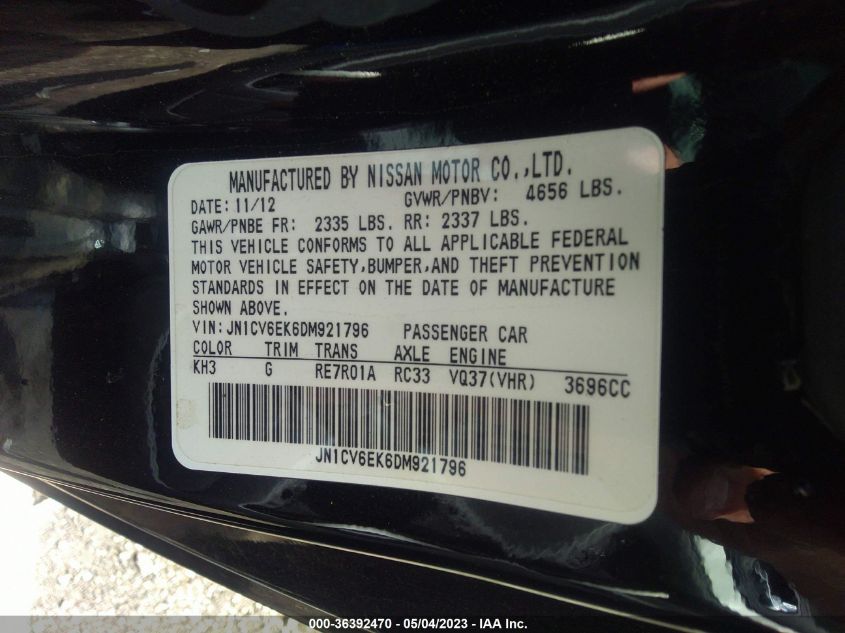 MANUFACTURED BY NISSAN MOTOR CO.,LTD.
DATE: 11/12 GVWR/PNBV: 4656 LBS.
GAWR/PNBE FR: 2335 LBS. RR: 2337 LBS.
THIS VEHICLE CONFORMS TO ALL APPLICABLE FEDERAL
MOTOR VEHICLE SAFETY,BUMPER,AND THEFT PREVENTION
STANDARDS IN EFFECT ON THE DATE OF MANUFACTURE
SHOWN ABOVE.
VIN:JN1CV6EK6DM921796 PASSENGER CAR
COLOR TRIM TRANS AXLE ENGINE
KH3 G RE7R01A RC33 VQ37(VHR) 3696CC
JN1CV6EK6DM921796
000-36392470 - 05/04/2023 - IAA Inc.